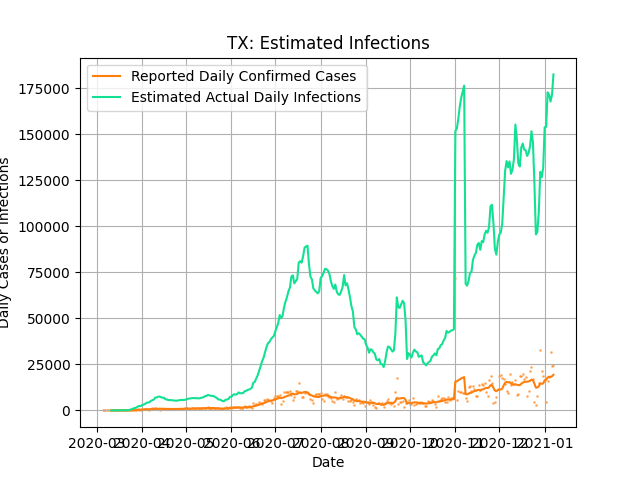 TX: Estimated Infections
Reported Daily Confirmed Cases
Estimated Actual Daily Infections
Daily Cases or Infections
175000
150000
125000
100000
75000
50000
25000
0
2020-03 2020-04 2020-05 2020-06 2020-07 2020-08 2020-09 2020-10 2020-11 2020-12 2021-01
Date